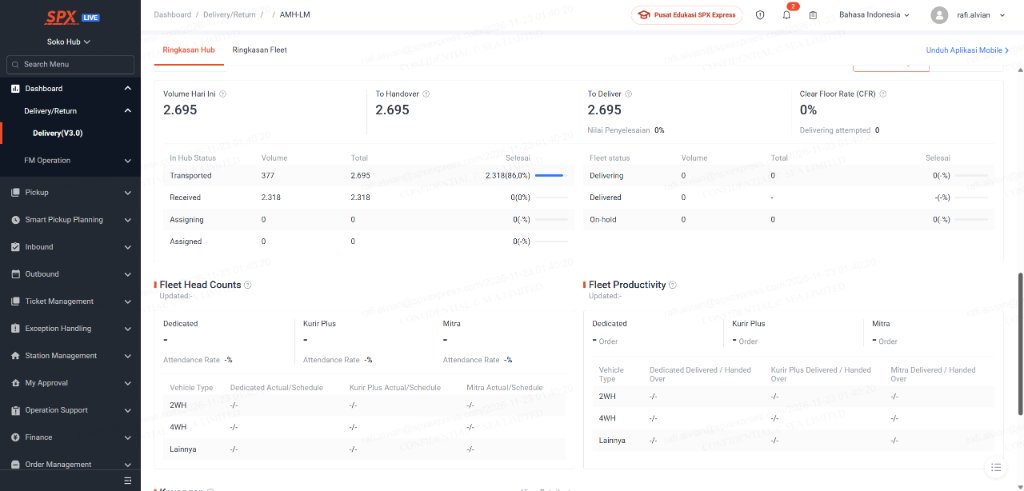 SPX LIVE
Dashboard / Delivery/Return / / AMH-LM
Pusat Edukasi SPX Express
2
Bahasa Indonesia
rafi.alvian
Soko Hub
Search Menu
Dashboard
Delivery/Return
Delivery(V3.0)
FM Operation
Pickup
Smart Pickup Planning
Inbound
Outbound
Ticket Management
Exception Handling
Station Management
My Approval
Operation Support
Finance
Order Management
Ringkasan Hub Ringkasan Fleet
Unduh Aplikasi Mobile >
Volume Hari Ini To Handover To Deliver Clear Floor Rate (CFR)
2.695 2.695 2.695 0%
Nilai Penyelesaian 0% Delivering attempted 0
In Hub Status Volume Total Selesai
Transported 377 2.695 2.318(86,0%)
Received 2.318 2.318 0(0%)
Assigning 0 0 0(-%)
Assigned 0 0 0(-%)
Fleet status Volume Total Selesai
Delivering 0 0 0(-%)
Delivered 0 - -(-%)
On-hold 0 0 0(-%)
Fleet Head Counts
Updated:-
Dedicated Kurir Plus Mitra
- - -
Attendance Rate -% Attendance Rate -% Attendance Rate -%
Vehicle Type Dedicated Actual/Schedule Kurir Plus Actual/Schedule Mitra Actual/Schedule
2WH -/- -/- -/-
4WH -/- -/- -/-
Lainnya -/- -/- -/-
Fleet Productivity
Updated:-
Dedicated Kurir Plus Mitra
- Order - Order - Order
Vehicle Type Dedicated Delivered / Handed Over Kurir Plus Delivered / Handed Over Mitra Delivered / Handed Over
2WH -/- -/- -/-
4WH -/- -/- -/-
Lainnya -/- -/- -/-